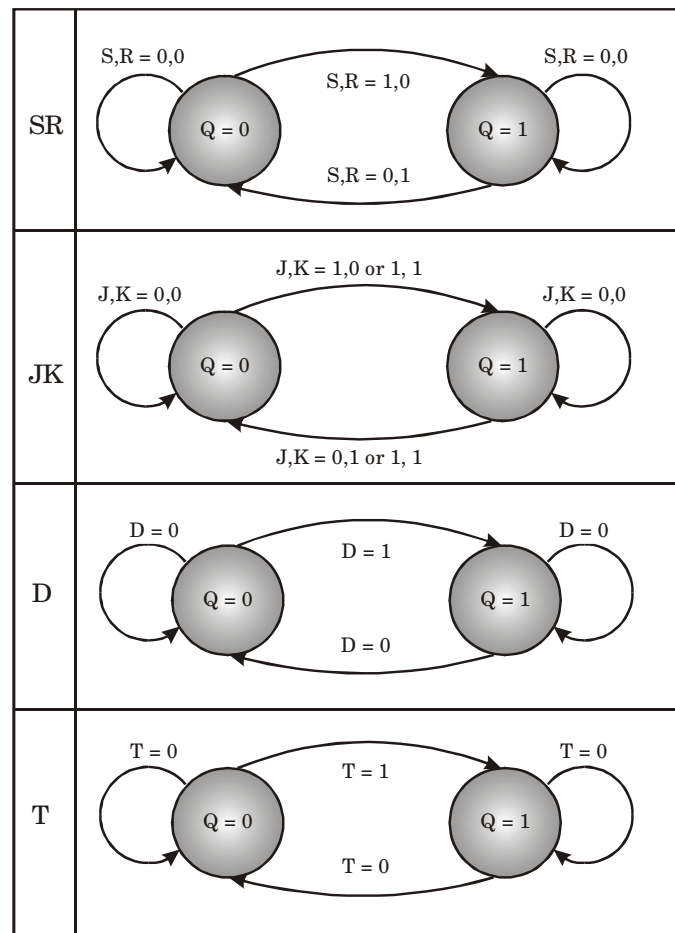 SR
S,R = 0,0
S,R = 1,0
S,R = 0,0
Q = 0
Q = 1
S,R = 0,1
JK
J,K = 1,0 or 1, 1
J,K = 0,0
J,K = 0,0
Q = 0
Q = 1
J,K = 0,1 or 1, 1
D
D = 0
D = 1
D = 0
Q = 0
Q = 1
D = 0
T
T = 0
T = 1
T = 0
Q = 0
Q = 1
T = 0